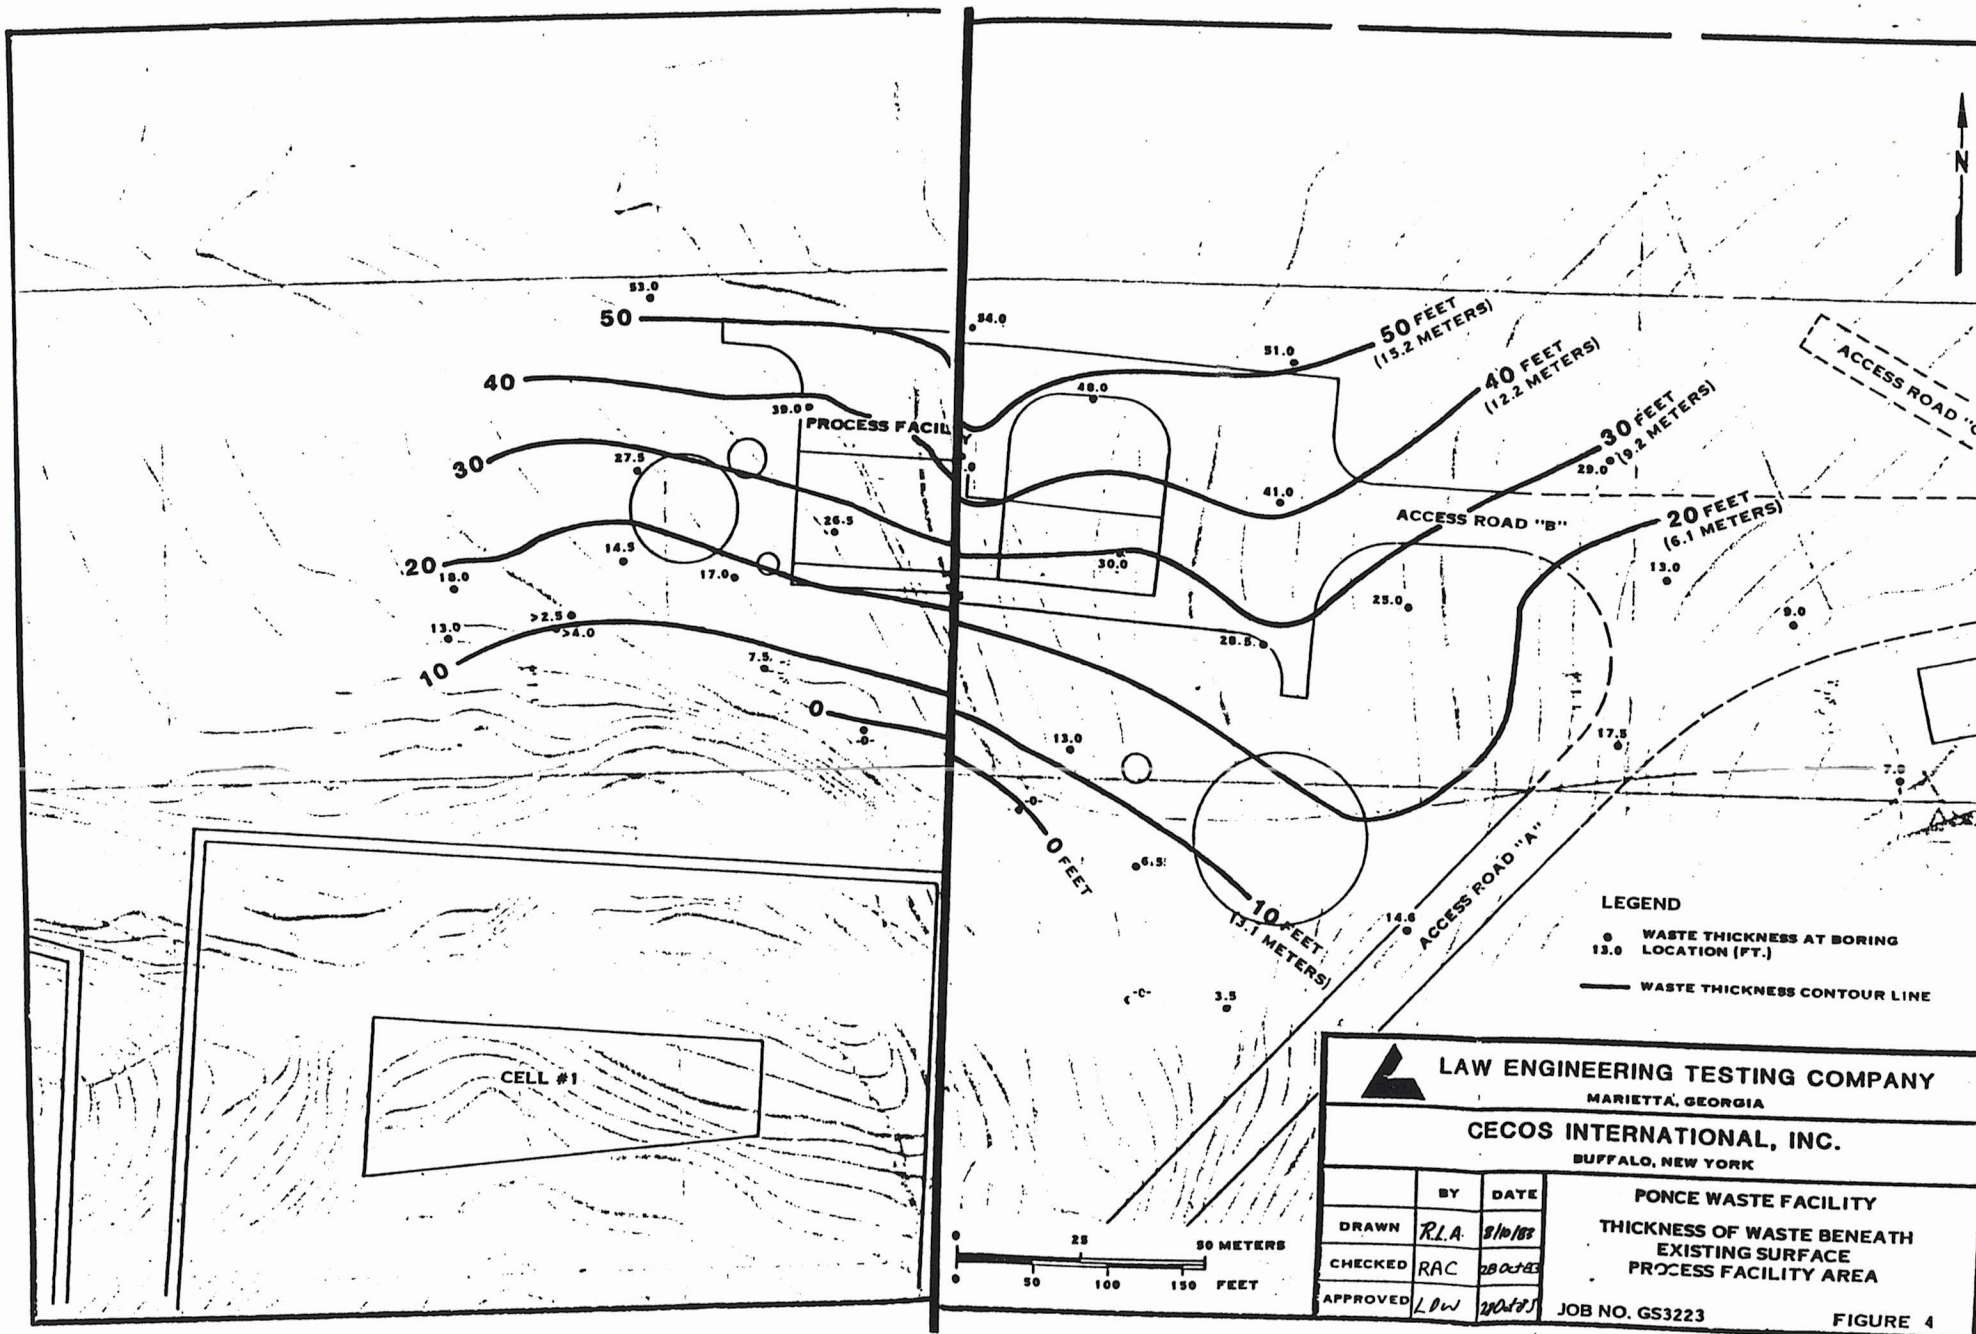 N
53.0
50
54.0
51.0
50 FEET
(15.2 METERS)
ACCESS ROAD "C
40
40 FEET
(12.2 METERS)
39.0
48.0
PROCESS FACIL
30
27.5
30 FEET
(9.2 METERS)
29.0
41.0
26.5
ACCESS ROAD "B"
20 FEET
(6.1 METERS)
20
18.0
14.5
17.0
30.0
13.0
25.0
9.0
>2.5
>4.0
13.0
28.5
10
7.5
0
-0-
13.0
17.5
7.0
-0-
0 FEET
6.5
ACCESS ROAD "A"
10 FEET
(3.1 METERS)
14.6
3.5
CELL #1
LEGEND
13.0 WASTE THICKNESS AT BORING
LOCATION (FT.)
WASTE THICKNESS CONTOUR LINE
LAW ENGINEERING TESTING COMPANY
MARIETTA, GEORGIA
CECOS INTERNATIONAL, INC.
BUFFALO, NEW YORK
BY DATE
DRAWN R.L.A. 8/10/83
CHECKED RAC 28 Oct 83
APPROVED LDW
PONCE WASTE FACILITY
THICKNESS OF WASTE BENEATH
EXISTING SURFACE
PROCESS FACILITY AREA
JOB NO. GS3223
FIGURE 4
0 25 50 METERS
0 50 100 150 FEET